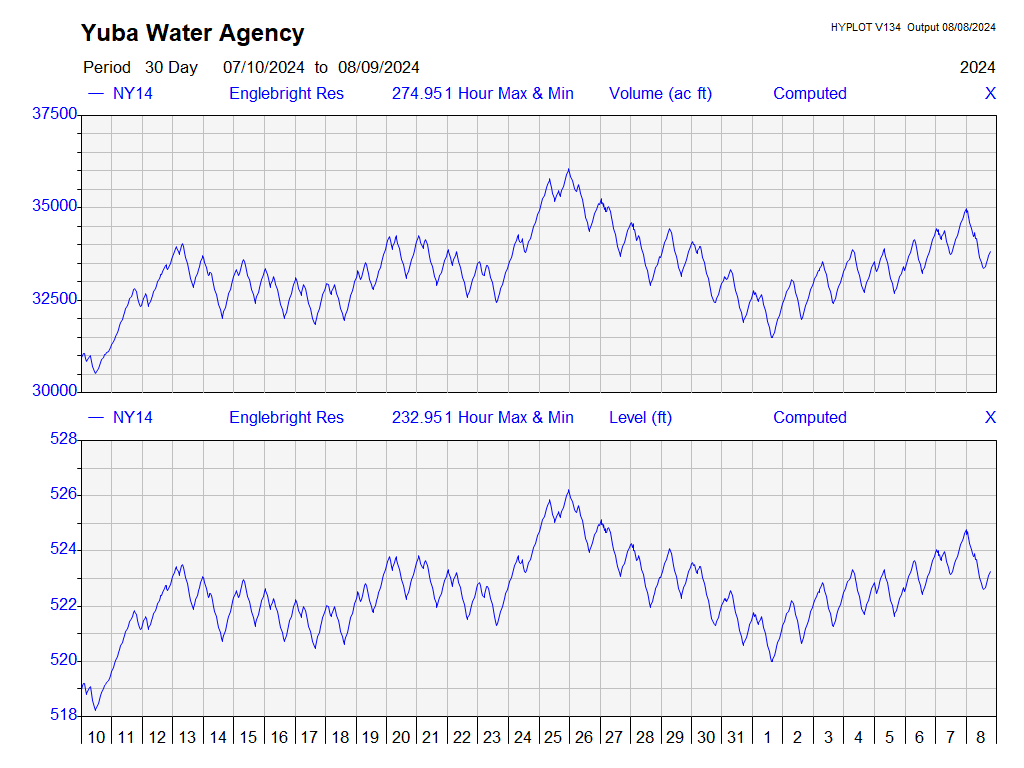 Yuba Water Agency
HYPLOT V134 Output 08/08/2024
Period 30 Day 07/10/2024 to 08/09/2024 2024
— NY14 Englebright Res 274.951 Hour Max & Min Volume (ac ft) Computed X
37500
35000
32500
30000
— NY14 Englebright Res 232.951 Hour Max & Min Level (ft) Computed X
528
526
524
522
520
518
10 11 12 13 14 15 16 17 18 19 20 21 22 23 24 25 26 27 28 29 30 31 1 2 3 4 5 6 7 8